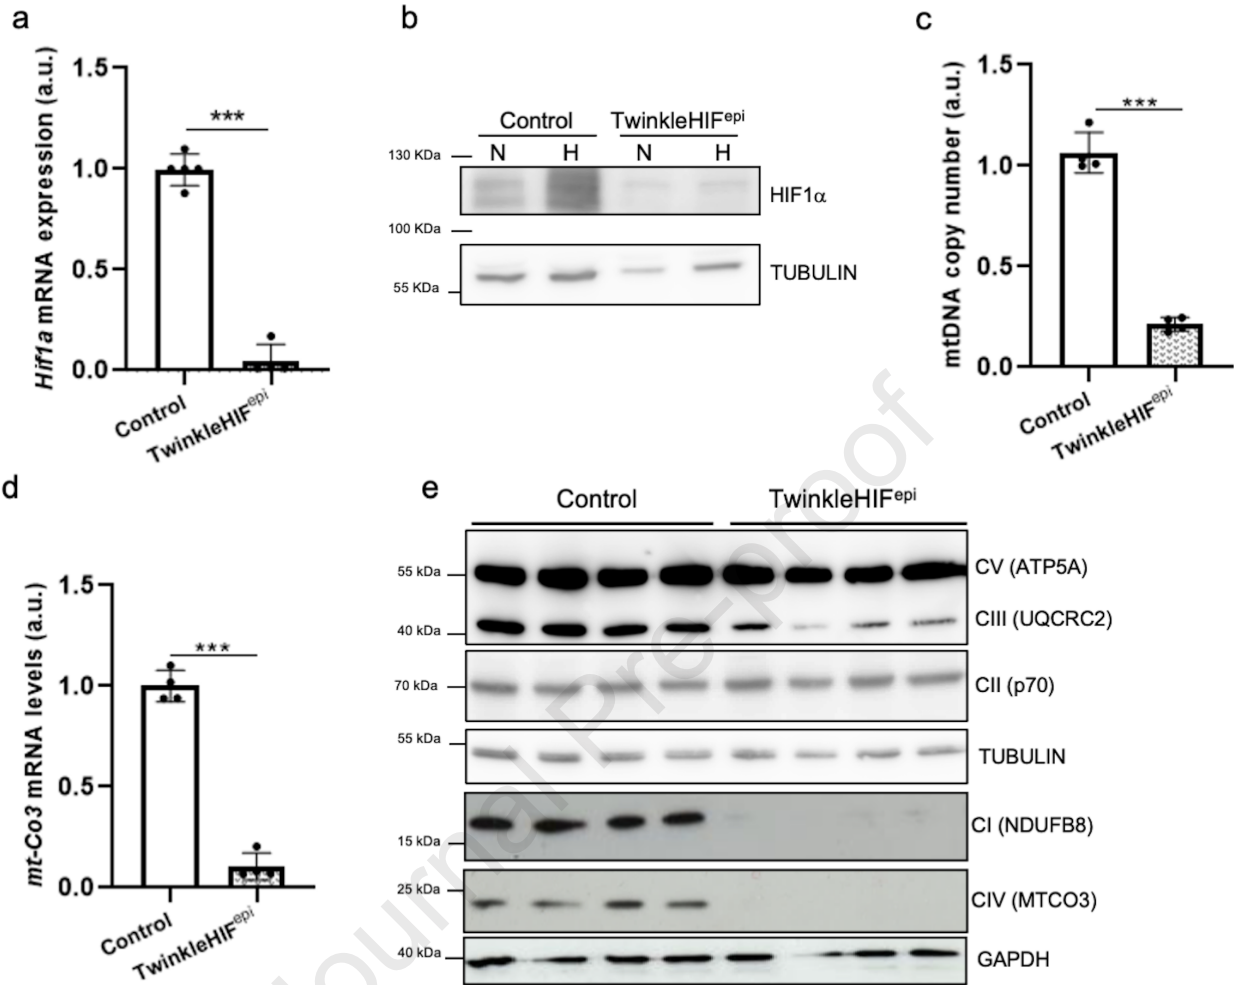 a
Hif1a mRNA expression (a.u.)
1.5
1.0
0.5
0.0
***
Control
TwinkleHIFepi
b
Control TwinkleHIFepi
N H N H
130 KDa
HIF1α
100 KDa
TUBULIN
55 KDa
c
mtDNA copy number (a.u.)
1.5
1.0
0.5
0.0
***
Control
TwinkleHIFepi
d
mt-Co3 mRNA levels (a.u.)
1.5
1.0
0.5
0.0
***
Control
TwinkleHIFepi
e
Control TwinkleHIFepi
55 kDa CV (ATP5A)
40 kDa CIII (UQCRC2)
70 kDa CII (p70)
55 kDa
TUBULIN
CI (NDUFB8)
15 kDa
25 kDa CIV (MTCO3)
40 kDa GAPDH
Journal Pre-proof